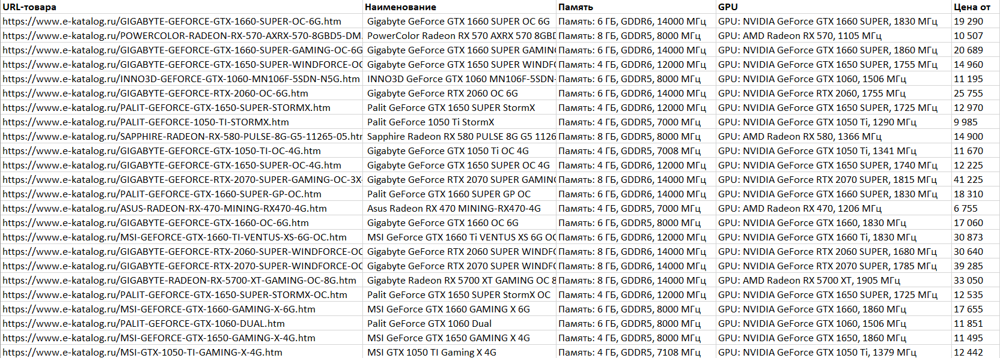 URL-товара Наименование Память GPU Цена от
https://www.e-katalog.ru/GIGABYTE-GEFORCE-GTX-1660-SUPER-OC-6G.htm Gigabyte GeForce GTX 1660 SUPER OC 6G Память: 6 ГБ, GDDR6, 14000 МГц GPU: NVIDIA GeForce GTX 1660 SUPER, 1830 МГц 19 290
https://www.e-katalog.ru/POWERCOLOR-RADEON-RX-570-AXRX-570-8GBD5-DM. PowerColor Radeon RX 570 AXRX 570 8GBD Память: 8 ГБ, GDDR5, 8000 МГц GPU: AMD Radeon RX 570, 1105 МГц 10 507
https://www.e-katalog.ru/GIGABYTE-GEFORCE-GTX-1660-SUPER-GAMING-OC-6G Gigabyte GeForce GTX 1660 SUPER GAMING Память: 6 ГБ, GDDR6, 14000 МГц GPU: NVIDIA GeForce GTX 1660 SUPER, 1860 МГц 20 689
https://www.e-katalog.ru/GIGABYTE-GEFORCE-GTX-1650-SUPER-WINDFORCE-OC Gigabyte GeForce GTX 1650 SUPER WINDFO Память: 4 ГБ, GDDR6, 12000 МГц GPU: NVIDIA GeForce GTX 1650 SUPER, 1755 МГц 14 960
https://www.e-katalog.ru/INNO3D-GEFORCE-GTX-1060-MN106F-5SDN-N5G.htm INNO3D GeForce GTX 1060 MN106F-5SDN- Память: 6 ГБ, GDDR5, 8000 МГц GPU: NVIDIA GeForce GTX 1060, 1506 МГц 11 195
https://www.e-katalog.ru/GIGABYTE-GEFORCE-RTX-2060-OC-6G.htm Gigabyte GeForce RTX 2060 OC 6G Память: 6 ГБ, GDDR6, 14000 МГц GPU: NVIDIA GeForce RTX 2060, 1755 МГц 25 755
https://www.e-katalog.ru/PALIT-GEFORCE-GTX-1650-SUPER-STORMX.htm Palit GeForce GTX 1650 SUPER StormX Память: 4 ГБ, GDDR6, 12000 МГц GPU: NVIDIA GeForce GTX 1650 SUPER, 1725 МГц 12 970
https://www.e-katalog.ru/PALIT-GEFORCE-1050-TI-STORMX.htm Palit GeForce 1050 Ti StormX Память: 4 ГБ, GDDR5, 7000 МГц GPU: NVIDIA GeForce GTX 1050 Ti, 1290 МГц 9 985
https://www.e-katalog.ru/SAPPHIRE-RADEON-RX-580-PULSE-8G-G5-11265-05.htm Sapphire Radeon RX 580 PULSE 8G G5 1126 Память: 8 ГБ, GDDR5, 8000 МГц GPU: AMD Radeon RX 580, 1366 МГц 14 900
https://www.e-katalog.ru/GIGABYTE-GEFORCE-GTX-1050-TI-OC-4G.htm Gigabyte GeForce GTX 1050 Ti OC 4G Память: 4 ГБ, GDDR5, 7008 МГц GPU: NVIDIA GeForce GTX 1050 Ti, 1341 МГц 11 670
https://www.e-katalog.ru/GIGABYTE-GEFORCE-GTX-1650-SUPER-OC-4G.htm Gigabyte GeForce GTX 1650 SUPER OC 4G Память: 4 ГБ, GDDR6, 12000 МГц GPU: NVIDIA GeForce GTX 1650 SUPER, 1740 МГц 12 225
https://www.e-katalog.ru/GIGABYTE-GEFORCE-RTX-2070-SUPER-GAMING-OC-3X- Gigabyte GeForce RTX 2070 SUPER GAMING Память: 8 ГБ, GDDR6, 14000 МГц GPU: NVIDIA GeForce RTX 2070 SUPER, 1815 МГц 41 225
https://www.e-katalog.ru/PALIT-GEFORCE-GTX-1660-SUPER-GP-OC.htm Palit GeForce GTX 1660 SUPER GP OC Память: 6 ГБ, GDDR6, 14000 МГц GPU: NVIDIA GeForce GTX 1660 SUPER, 1830 МГц 18 310
https://www.e-katalog.ru/ASUS-RADEON-RX-470-MINING-RX470-4G.htm Asus Radeon RX 470 MINING-RX470-4G Память: 4 ГБ, GDDR5, 7000 МГц GPU: AMD Radeon RX 470, 1206 МГц 6 755
https://www.e-katalog.ru/GIGABYTE-GEFORCE-GTX-1660-OC-6G.htm Gigabyte GeForce GTX 1660 OC 6G Память: 6 ГБ, GDDR5, 8000 МГц GPU: NVIDIA GeForce GTX 1660, 1830 МГц 17 060
https://www.e-katalog.ru/MSI-GEFORCE-GTX-1660-TI-VENTUS-XS-6G-OC.htm MSI GeForce GTX 1660 Ti VENTUS XS 6G OC Память: 6 ГБ, GDDR6, 12000 МГц GPU: NVIDIA GeForce GTX 1660 Ti, 1830 МГц 30 873
https://www.e-katalog.ru/GIGABYTE-GEFORCE-RTX-2060-SUPER-WINDFORCE-OC Gigabyte GeForce RTX 2060 SUPER WINDFO Память: 8 ГБ, GDDR6, 14000 МГц GPU: NVIDIA GeForce RTX 2060 SUPER, 1680 МГц 30 640
https://www.e-katalog.ru/GIGABYTE-GEFORCE-RTX-2070-SUPER-WINDFORCE-OC Gigabyte GeForce RTX 2070 SUPER WINDFO Память: 8 ГБ, GDDR6, 14000 МГц GPU: NVIDIA GeForce RTX 2070 SUPER, 1785 МГц 39 285
https://www.e-katalog.ru/GIGABYTE-RADEON-RX-5700-XT-GAMING-OC-8G.htm Gigabyte Radeon RX 5700 XT GAMING OC 8 Память: 8 ГБ, GDDR6, 14000 МГц GPU: AMD Radeon RX 5700 XT, 1905 МГц 33 050
https://www.e-katalog.ru/PALIT-GEFORCE-GTX-1650-SUPER-STORMX-OC.htm Palit GeForce GTX 1650 SUPER StormX OC Память: 4 ГБ, GDDR6, 12000 МГц GPU: NVIDIA GeForce GTX 1650 SUPER, 1725 МГц 12 535
https://www.e-katalog.ru/MSI-GEFORCE-GTX-1660-GAMING-X-6G.htm MSI GeForce GTX 1660 GAMING X 6G Память: 6 ГБ, GDDR5, 8000 МГц GPU: NVIDIA GeForce GTX 1660, 1860 МГц 17 655
https://www.e-katalog.ru/PALIT-GEFORCE-GTX-1060-DUAL.htm Palit GeForce GTX 1060 Dual Память: 6 ГБ, GDDR5, 8000 МГц GPU: NVIDIA GeForce GTX 1060, 1506 МГц 11 851
https://www.e-katalog.ru/MSI-GEFORCE-GTX-1650-GAMING-X-4G.htm MSI GeForce GTX 1650 GAMING X 4G Память: 4 ГБ, GDDR5, 8000 МГц GPU: NVIDIA GeForce GTX 1650, 1860 МГц 11 495
https://www.e-katalog.ru/MSI-GTX-1050-TI-GAMING-X-4G.htm MSI GTX 1050 TI Gaming X 4G Память: 4 ГБ, GDDR5, 7108 МГц GPU: NVIDIA GeForce GTX 1050 Ti, 1379 МГц 12 442